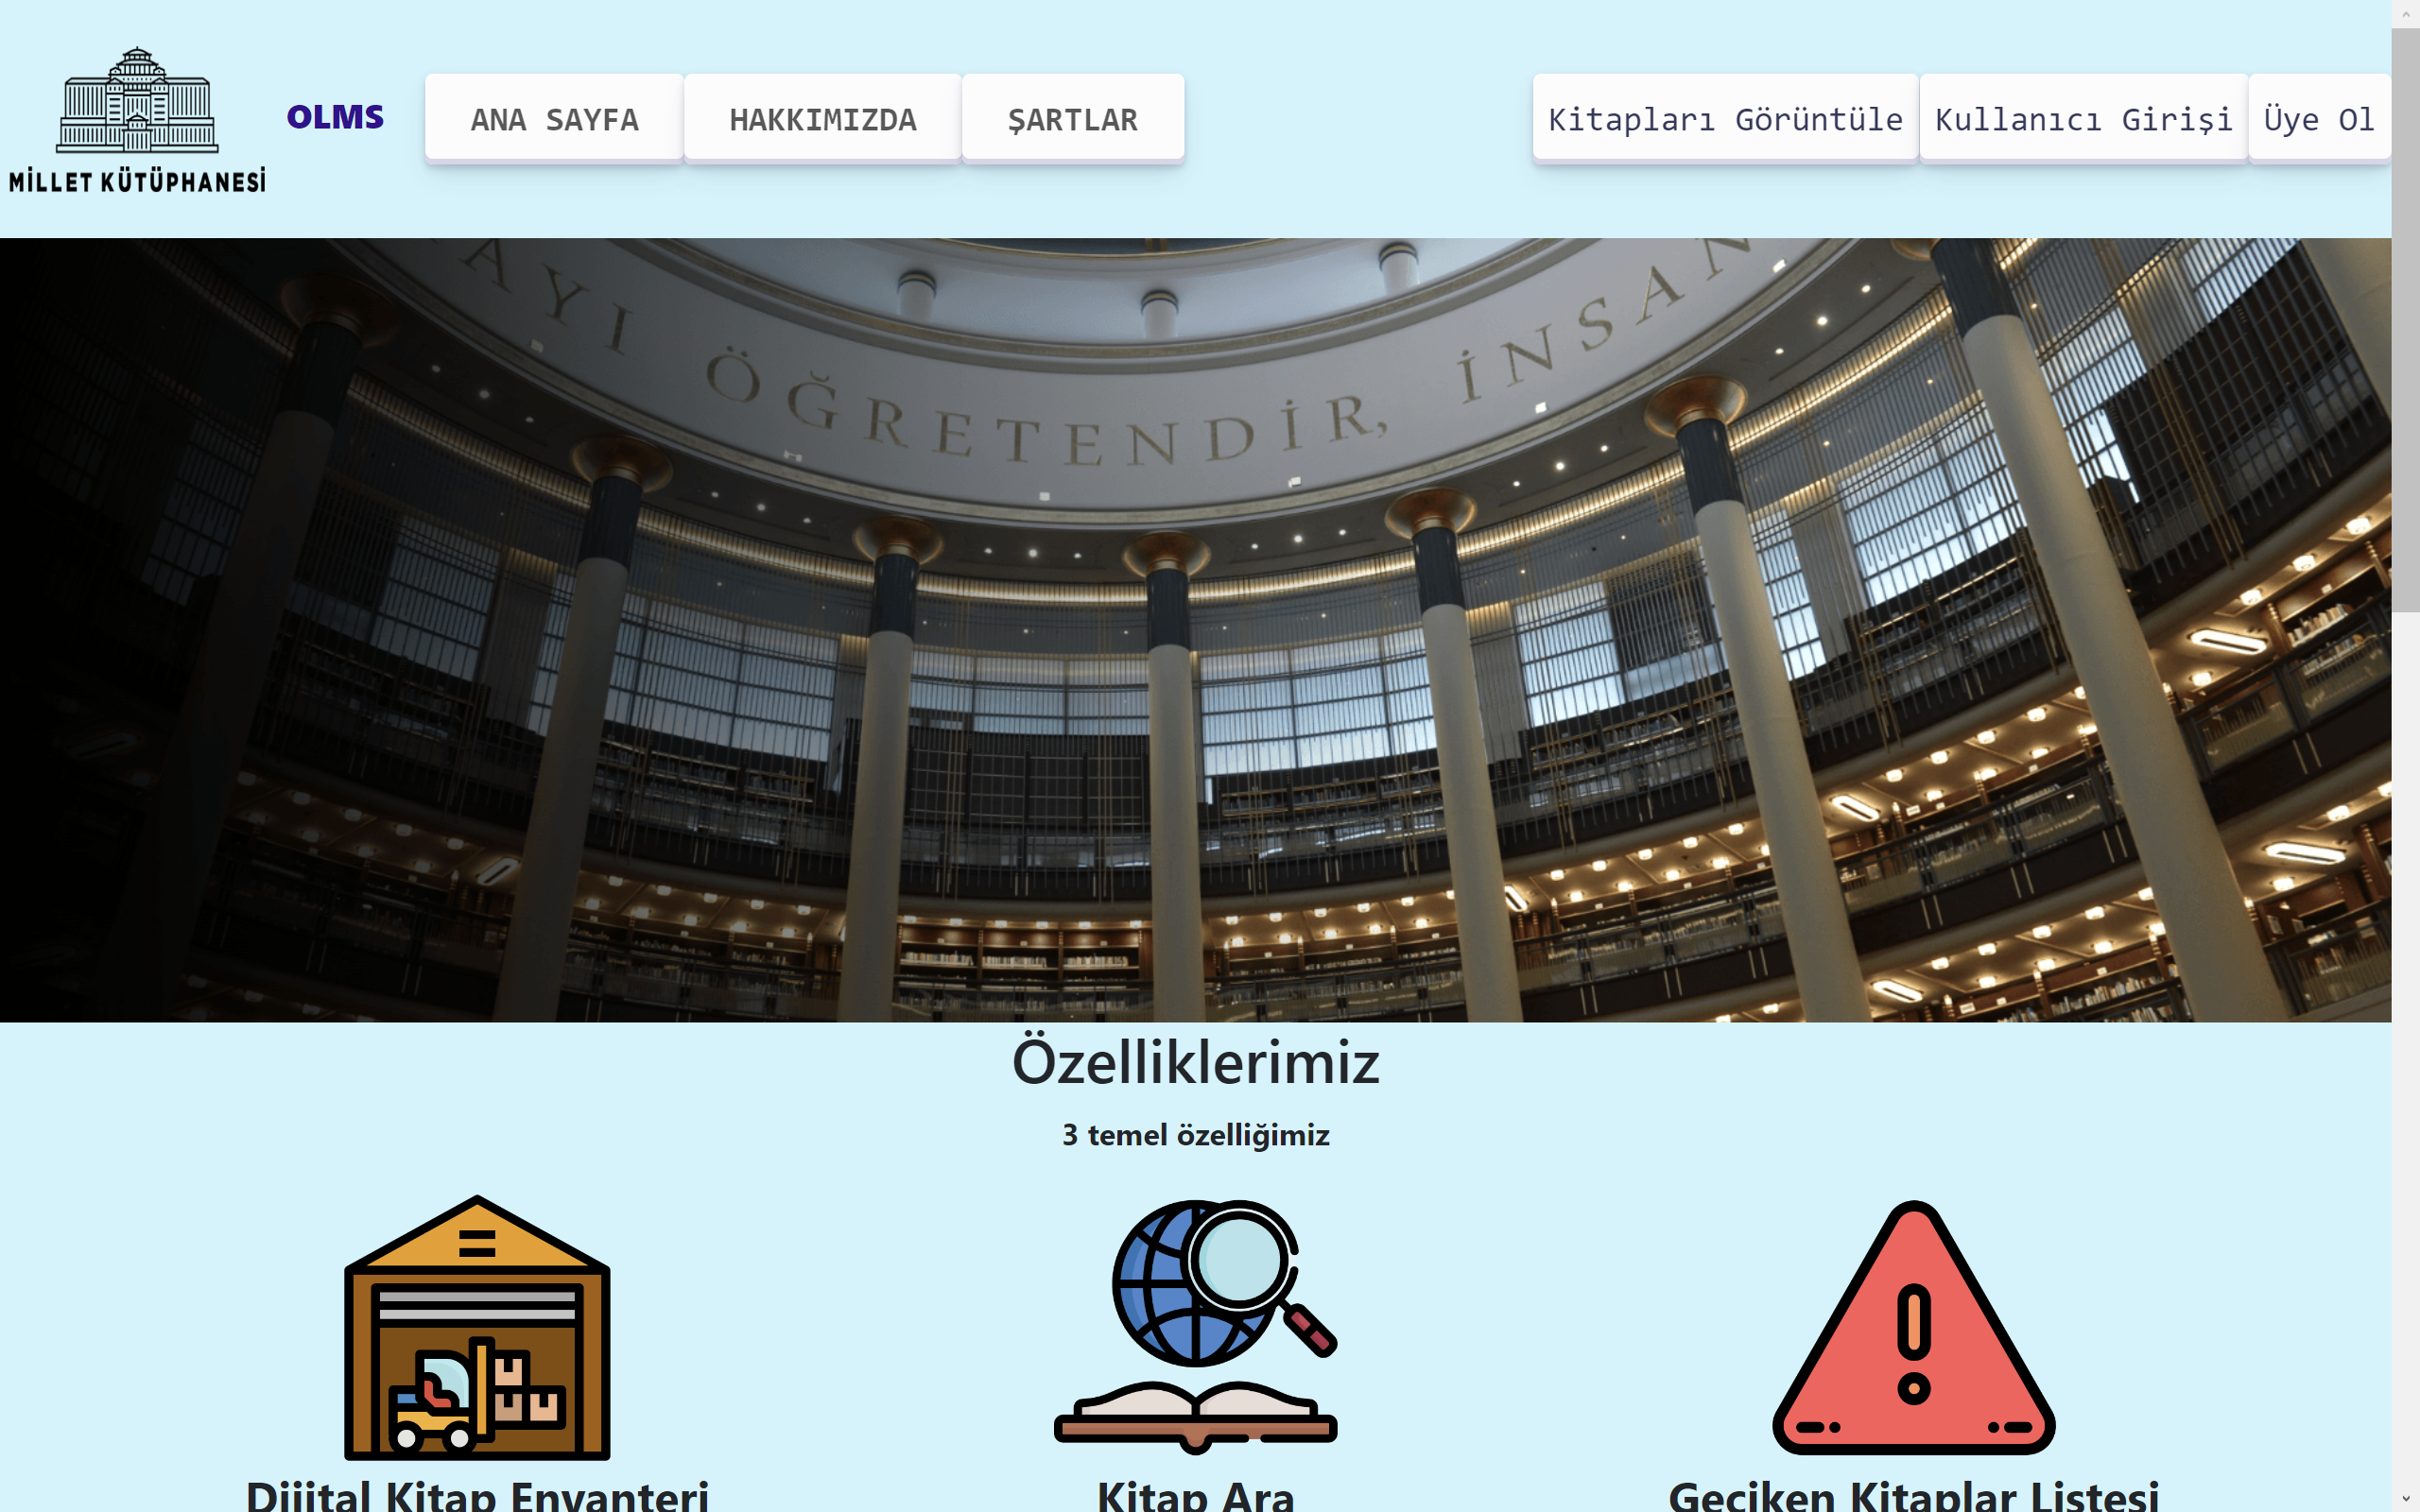 MİLLET KÜTÜPHANESİ
OLMS
ANA SAYFA
HAKKIMIZDA
ŞARTLAR
Kitapları Görüntüle
Kullanıcı Girişi
Üye Ol
AYI ÖĞRETENDİR, İNSAN
Özelliklerimiz
3 temel özelliğimiz
Dijital Kitap Envanteri
Kitap Ara
Geciken Kitaplar Listesi